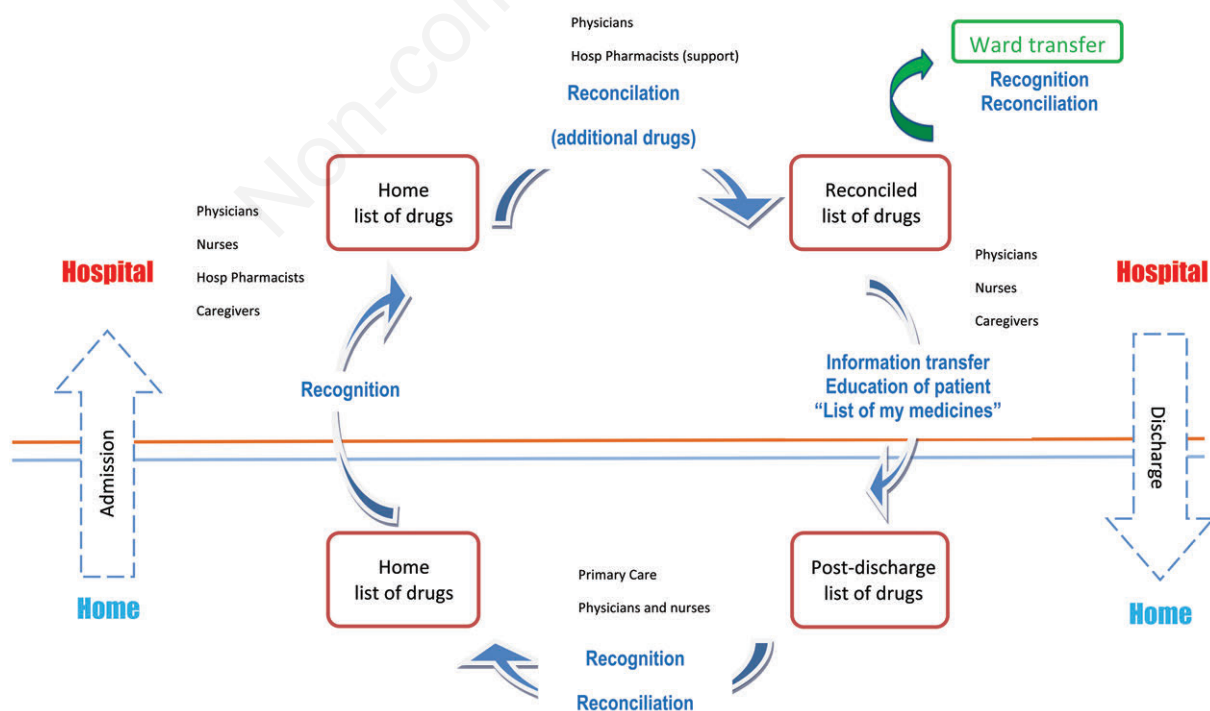 Non-com
Physicians
Hosp Pharmacists (support)
Reconcilation
(additional drugs)
Ward transfer
Recognition
Reconciliation
Home
list of drugs
Reconciled
list of drugs
Physicians
Nurses
Hosp Pharmacists
Caregivers
Hospital
Physicians
Nurses
Caregivers
Hospital
Recognition
Information transfer
Education of patient
“List of my medicines”
Admission
Discharge
Home
list of drugs
Post-discharge
list of drugs
Primary Care
Physicians and nurses
Home
Home
Recognition
Reconciliation